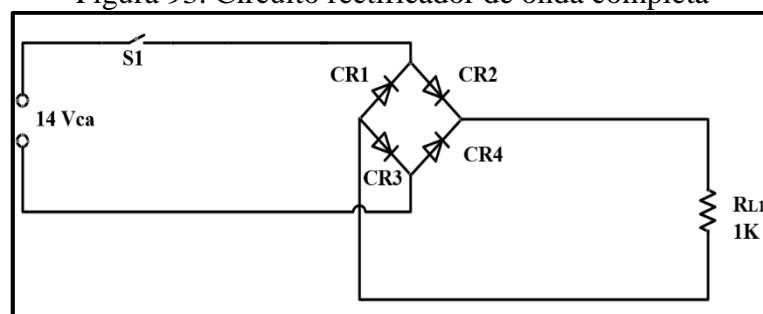 Figura 93. Circuito rectificador de onda completa
S1
CR1
CR2
14 Vca
CR3
CR4
RL1
1K